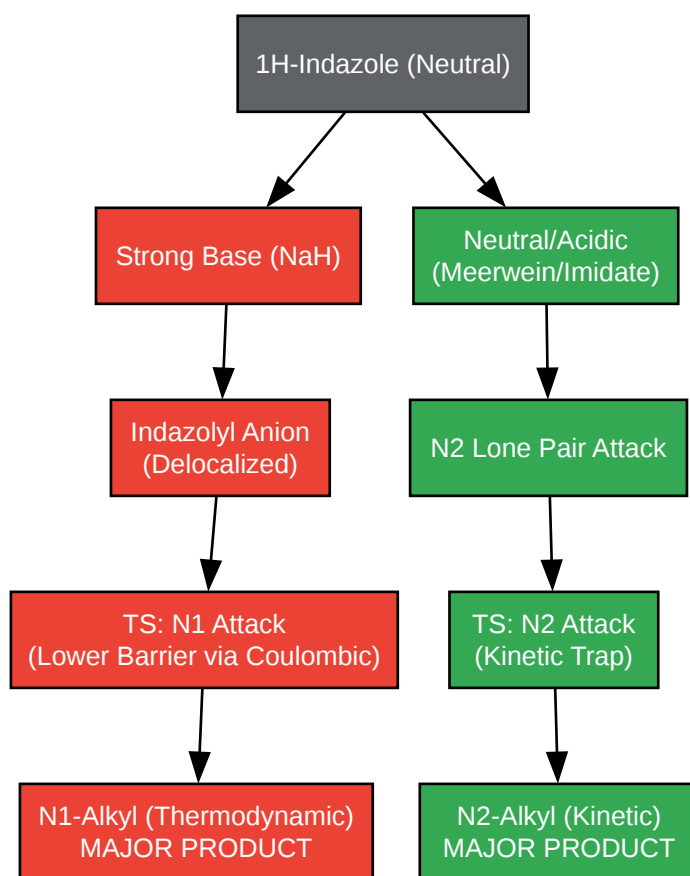 1H-Indazole (Neutral)
Strong Base (NaH)
Neutral/Acidic
(Meerwein/Imidate)
Indazolyl Anion
(Delocalized)
N2 Lone Pair Attack
TS: N1 Attack
(Lower Barrier via Coulombic)
TS: N2 Attack
(Kinetic Trap)
N1-Alkyl (Thermodynamic)
MAJOR PRODUCT
N2-Alkyl (Kinetic)
MAJOR PRODUCT